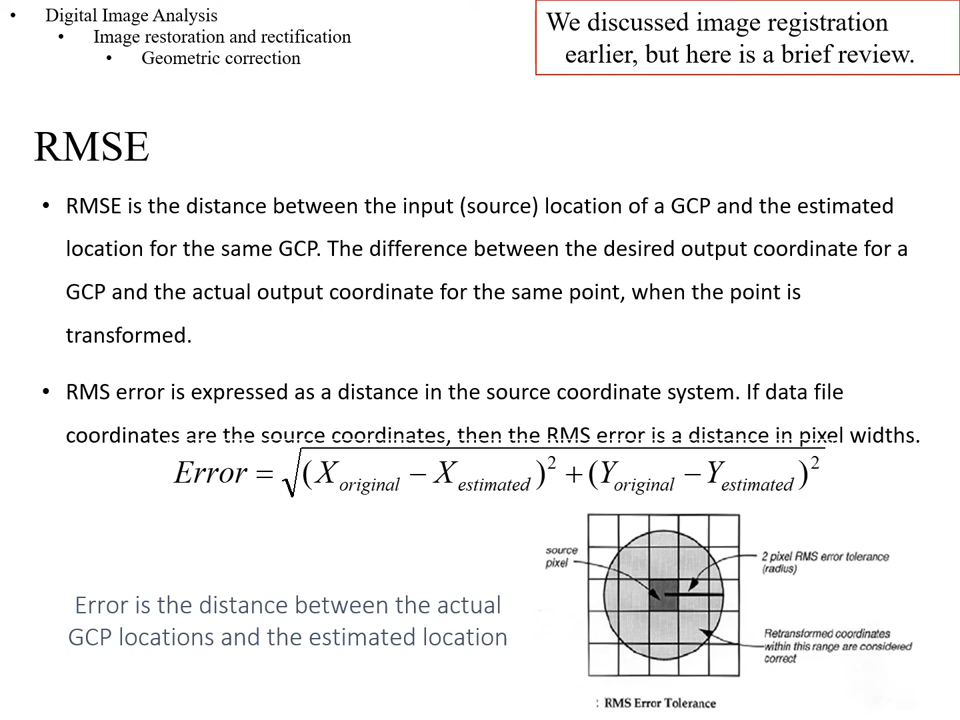 • Digital Image Analysis
• Image restoration and rectification
• Geometric correction
We discussed image registration
earlier, but here is a brief review.
RMSE
• RMSE is the distance between the input (source) location of a GCP and the estimated
location for the same GCP. The difference between the desired output coordinate for a
GCP and the actual output coordinate for the same point, when the point is
transformed.
• RMS error is expressed as a distance in the source coordinate system. If data file
coordinates are the source coordinates, then the RMS error is a distance in pixel widths.
Error = √((X original − X estimated)² + (Y original − Y estimated)²)
source
pixel
2 pixel RMS error tolerance
(radius)
Error is the distance between the actual
GCP locations and the estimated location
Retransformed coordinates
within this range are considered
correct
: RMS Error Tolerance